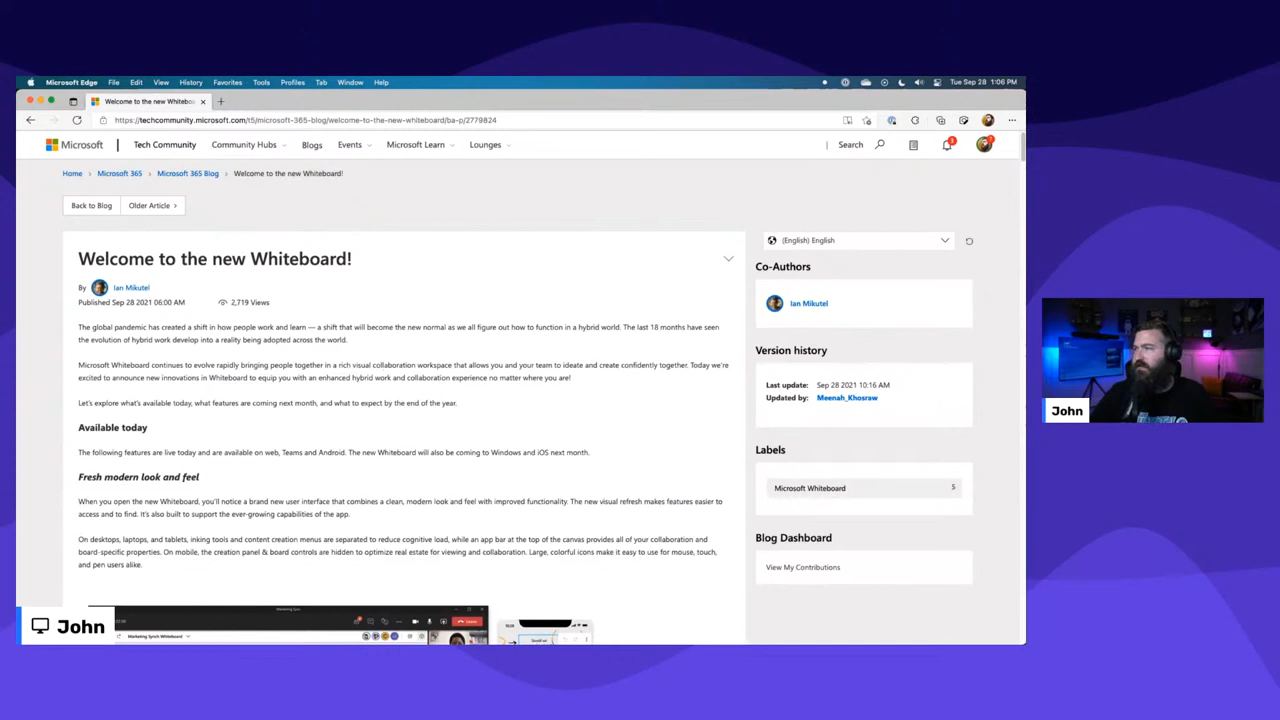 Microsoft Edge File Edit View History Favorites Tools Profiles Tab Window Help Tue Sep 28 1:06 PM
Welcome to the new Whiteboa
https://techcommunity.microsoft.com/t5/microsoft-365-blog/welcome-to-the-new-whiteboard/ba-p/2779824
Microsoft Tech Community Community Hubs Blogs Events Microsoft Learn Lounges Search
Home > Microsoft 365 > Microsoft 365 Blog > Welcome to the new Whiteboard!
Back to Blog Older Article >
Welcome to the new Whiteboard!
By Ian Mikutel
Published Sep 28 2021 06:00 AM 2,719 Views
The global pandemic has created a shift in how people work and learn — a shift that will become the new normal as we all figure out how to function in a hybrid world. The last 18 months have seen
the evolution of hybrid work develop into a reality being adopted across the world.
Microsoft Whiteboard continues to evolve rapidly bringing people together in a rich visual collaboration workspace that allows you and your team to ideate and create confidently together. Today we're
excited to announce new innovations in Whiteboard to equip you with an enhanced hybrid work and collaboration experience no matter where you are!
Let's explore what's available today, what features are coming next month, and what to expect by the end of the year.
Available today
The following features are live today and are available on web, Teams and Android. The new Whiteboard will also be coming to Windows and iOS next month.
Fresh modern look and feel
When you open the new Whiteboard, you'll notice a brand new user interface that combines a clean, modern look and feel with improved functionality. The new visual refresh makes features easier to
access and to find. It's also built to support the ever-growing capabilities of the app.
On desktops, laptops, and tablets, inking tools and content creation menus are separated to reduce cognitive load, while an app bar at the top of the canvas provides all of your collaboration and
board-specific properties. On mobile, the creation panel & board controls are hidden to optimize real estate for viewing and collaboration. Large, colorful icons make it easy to use for mouse, touch,
and pen users alike.
Marketing Synch Whiteboard
Leave
(English) English
Co-Authors
Ian Mikutel
Version history
Last update: Sep 28 2021 10:16 AM
Updated by: Meenah_Khosraw
Labels
Microsoft Whiteboard 5
Blog Dashboard
View My Contributions
John
John